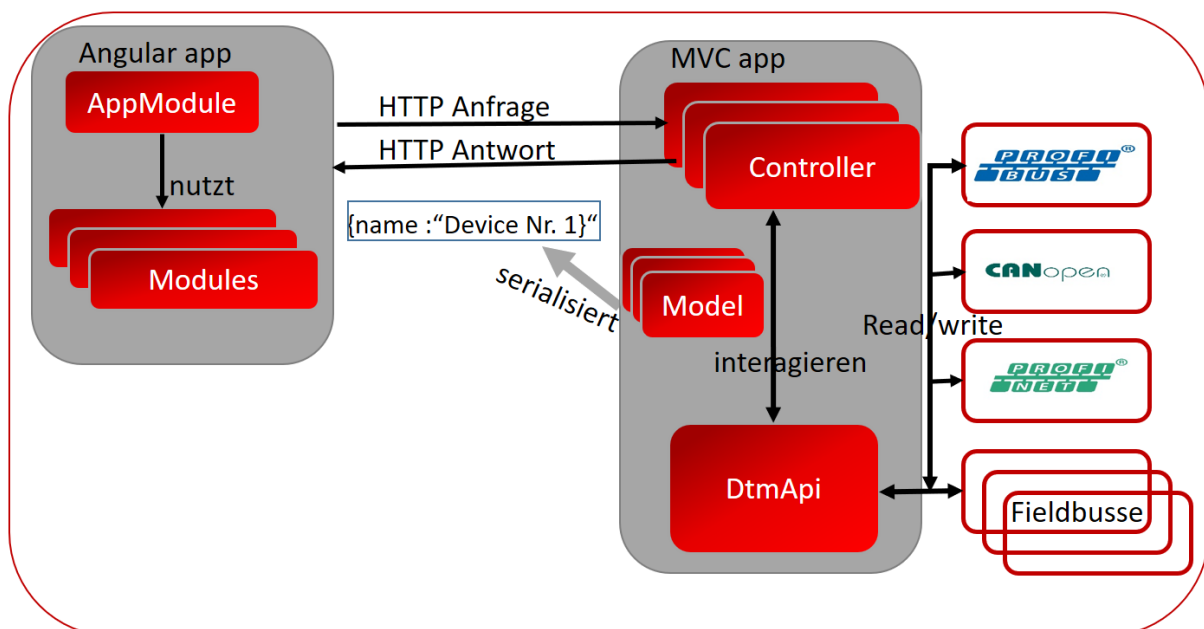 Angular app
AppModule
nutzt
Modules
HTTP Anfrage
HTTP Antwort
{name :“Device Nr. 1}“
serialisiert
MVC app
Controller
Model
interagieren
DtmApi
Read/write
PROFI®
BUS
CANopen
PROFI®
NET
Fieldbusse